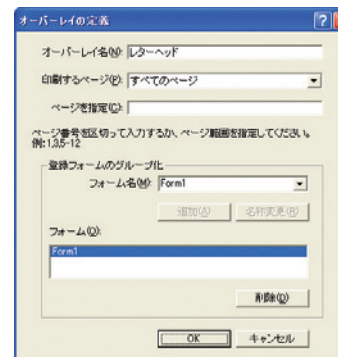 オーバーレイの定義
オーバーレイ名(N): レターヘッド
印刷するページ(P): すべてのページ
ページを指定(C):
ページ番号を区切って入力するか、ページ範囲を指定してください。
例:1,3,5-12
登録フォームのグループ化
フォーム名(M): Form1
追加(A) 名称変更(R)
フォーム(O):
Form1
削除(D)
OK キャンセル